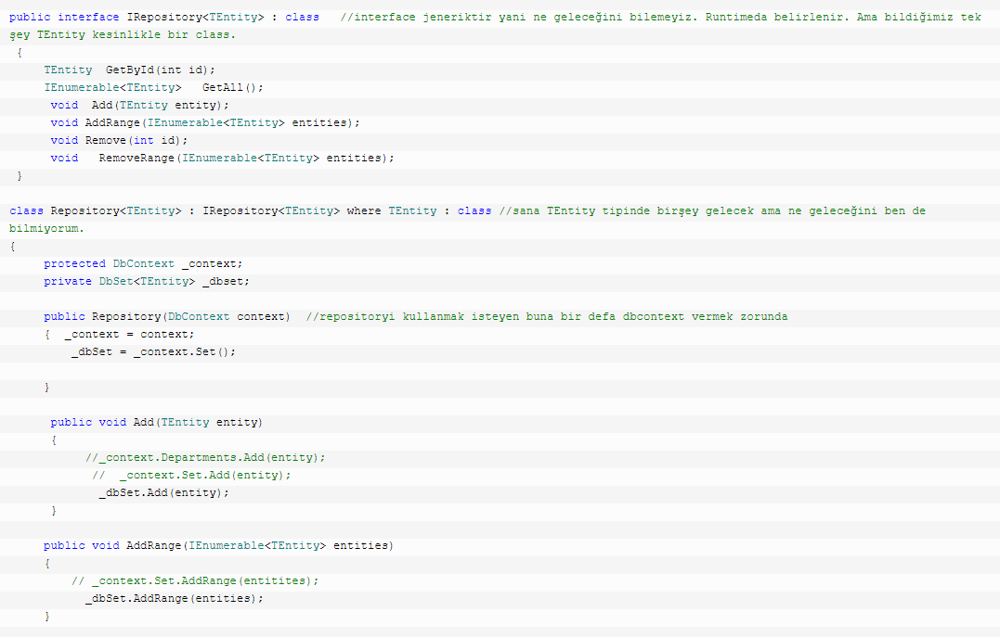 public interface IRepository<TEntity> : class   //interface jeneriktir yani ne geleceğini bilemeyiz. Runtimeda belirlenir. Ama bildiğimiz tek
şey TEntity kesinlikle bir class.
 {
     TEntity  GetById(int id);
     IEnumerable<TEntity>   GetAll();
      void  Add(TEntity entity);
      void AddRange(IEnumerable<TEntity> entities);
      void Remove(int id);
      void   RemoveRange(IEnumerable<TEntity> entities);
 }
class Repository<TEntity> : IRepository<TEntity> where TEntity : class //sana TEntity tipinde birşey gelecek ama ne geleceğini ben de
bilmiyorum.
{
     protected DbContext _context;
     private DbSet<TEntity> _dbset;
     public Repository(DbContext context)  //repositoryi kullanmak isteyen buna bir defa dbcontext vermek zorunda
     {  _context = context;
         _dbSet = _context.Set();
     }
      public void Add(TEntity entity)
      {
           //_context.Departments.Add(entity);
            //  _context.Set.Add(entity);
             _dbSet.Add(entity);
      }
     public void AddRange(IEnumerable<TEntity> entities)
     {
         // _context.Set.AddRange(entitites);
           _dbSet.AddRange(entities);
     }